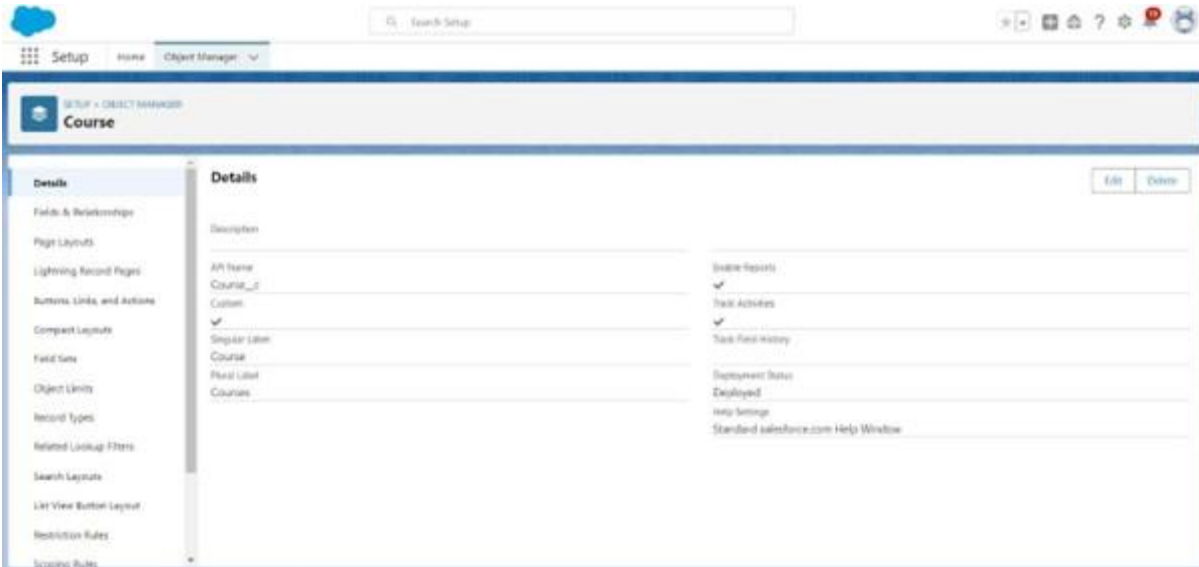 Search Setup
Setup Home Object Manager
SETUP > OBJECT MANAGER
Course
Details
Fields & Relationships
Page Layouts
Lightning Record Pages
Buttons, Links, and Actions
Compact Layouts
Field Sets
Object Limits
Record Types
Related Lookup Filters
Search Layouts
List View Button Layout
Restriction Rules
Scoping Rules
Details
Edit Delete
Description
API Name
Course__c
Custom
Singular Label
Course
Plural Label
Courses
Enable Reports
Track Activities
Track Field History
Deployment Status
Deployed
Help Settings
Standard salesforce.com Help Window